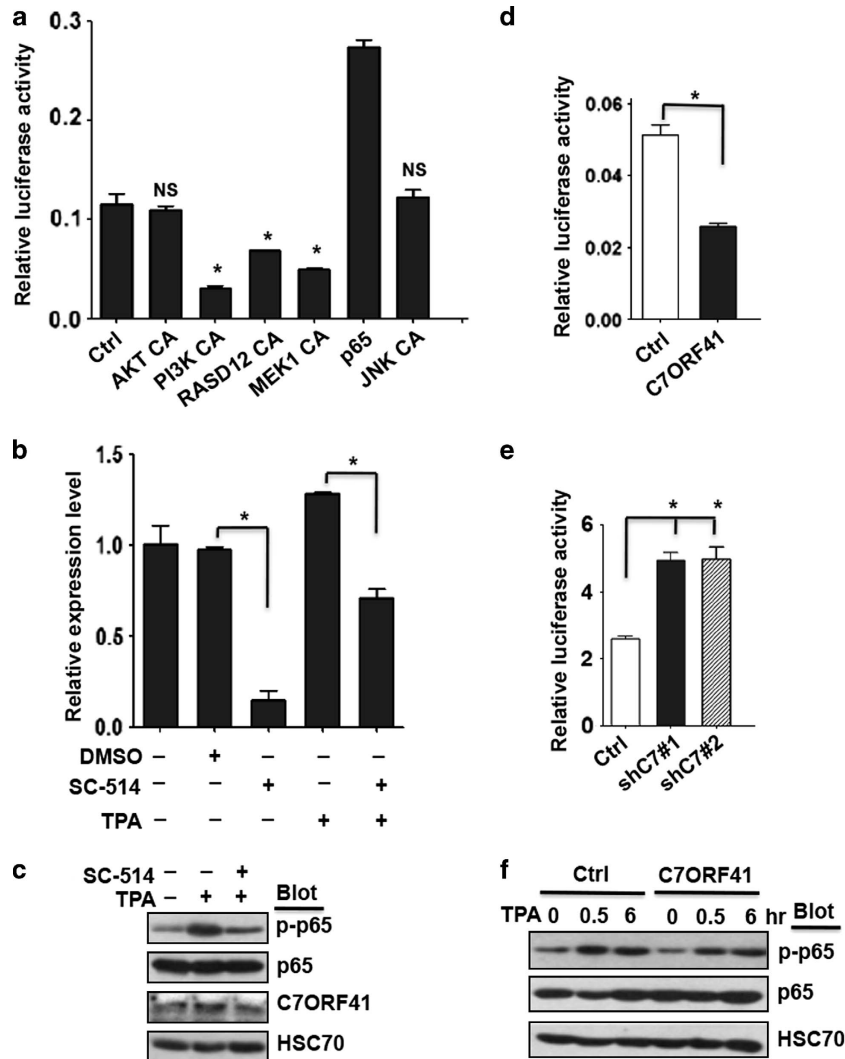 a
Relative luciferase activity
0.3
0.2
0.1
0.0
NS
*
*
*
NS
Ctrl
AKT CA
PI3K CA
RASD12 CA
MEK1 CA
p65
JNK CA
d
Relative luciferase activity
0.06
0.04
0.02
0.00
*
Ctrl
C7ORF41
b
Relative expression level
1.5
1.0
0.5
0.0
*
*
DMSO – + – – –
SC-514 – – + – +
TPA – – – + +
e
Relative luciferase activity
6
4
2
0
* *
Ctrl
shC7#1
shC7#2
c
SC-514 – – +
TPA – + + Blot
p-p65
p65
C7ORF41
HSC70
f
Ctrl C7ORF41
TPA 0 0.5 6 0 0.5 6 hr Blot
p-p65
p65
HSC70